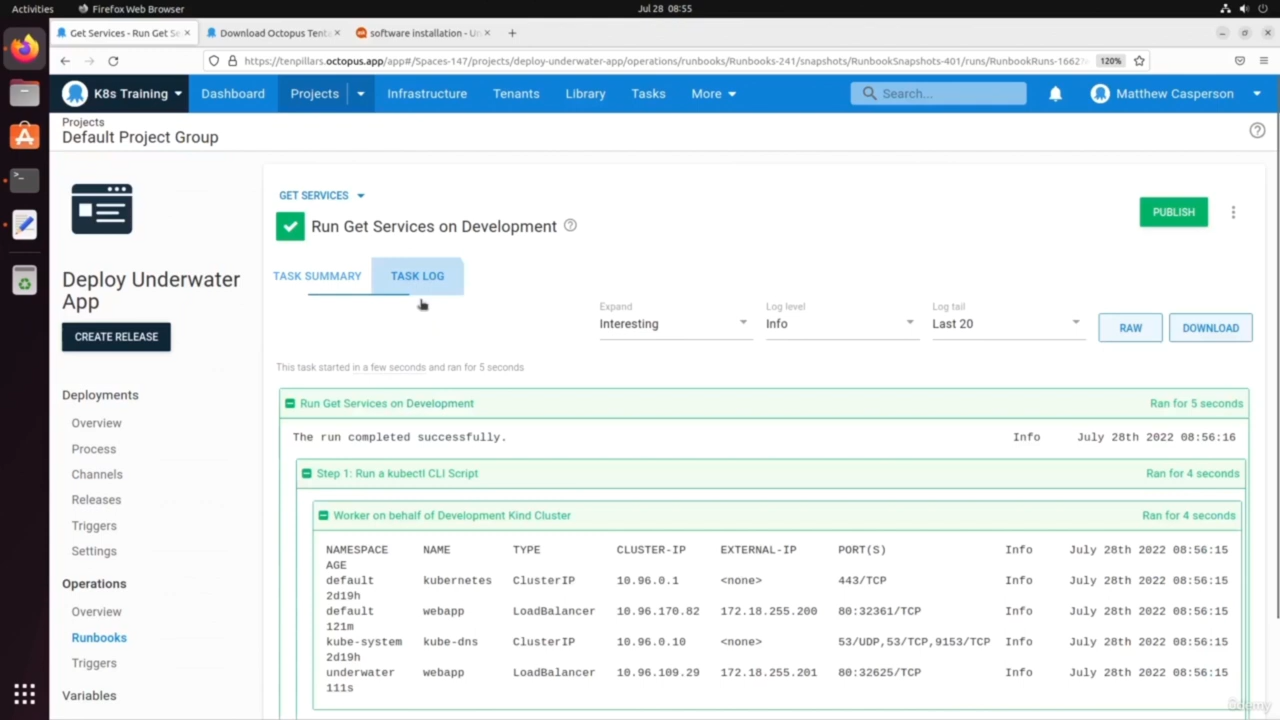 Activities Firefox Web Browser Jul 28 08:55
Get Services - Run Get Se Download Octopus Tenta software installation - Un
https://tenpillars.octopus.app/app#/Spaces-147/projects/deploy-underwater-app/operations/runbooks/Runbooks-241/snapshots/RunbookSnapshots-401/runs/RunbookRuns-1662? 120%
K8s Training Dashboard Projects Infrastructure Tenants Library Tasks More Search... Matthew Casperson
Projects
Default Project Group
GET SERVICES
Run Get Services on Development
PUBLISH
TASK SUMMARY TASK LOG
Deploy Underwater
App
CREATE RELEASE
Expand Log level Log tail
Interesting Info Last 20 RAW DOWNLOAD
This task started in a few seconds and ran for 5 seconds
Deployments
Overview
Process
Channels
Releases
Triggers
Settings
Operations
Overview
Runbooks
Triggers
Variables
Run Get Services on Development Ran for 5 seconds
The run completed successfully. Info July 28th 2022 08:56:16
Step 1: Run a kubectl CLI Script Ran for 4 seconds
Worker on behalf of Development Kind Cluster Ran for 4 seconds
NAMESPACE NAME TYPE CLUSTER-IP EXTERNAL-IP PORT(S) Info July 28th 2022 08:56:15
AGE
default kubernetes ClusterIP 10.96.0.1 <none> 443/TCP Info July 28th 2022 08:56:15
2d19h
default webapp LoadBalancer 10.96.170.82 172.18.255.200 80:32361/TCP Info July 28th 2022 08:56:15
121m
kube-system kube-dns ClusterIP 10.96.0.10 <none> 53/UDP,53/TCP,9153/TCP Info July 28th 2022 08:56:15
2d19h
underwater webapp LoadBalancer 10.96.109.29 172.18.255.201 80:32625/TCP Info July 28th 2022 08:56:15
111s
ûdemy